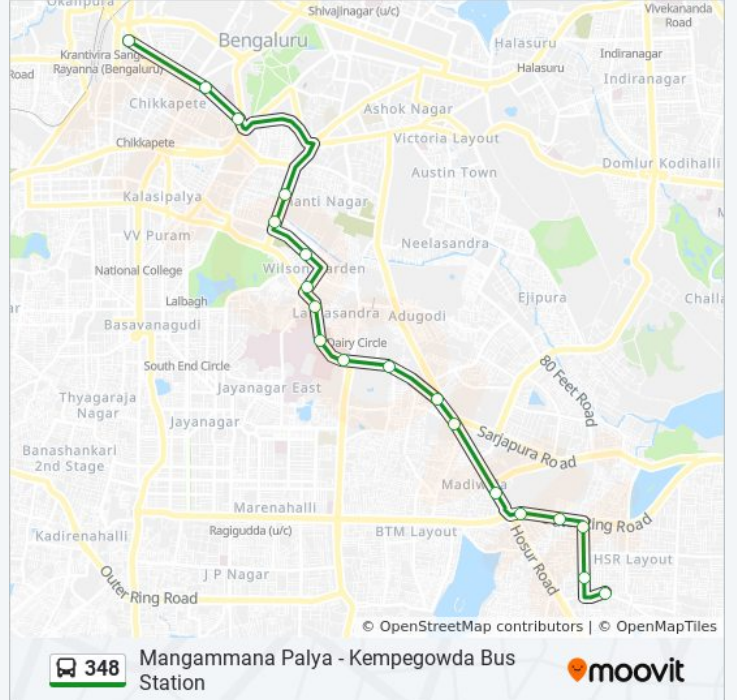 Okalipura
Shivajinagar (u/c)
Vivekananda
Road
Bengaluru
Halasuru
Krantivira Sang
Rayanna (Bengaluru)
Road
Indiranagar
Halasuru
Indiranagar
Chikkapete
Ashok Nagar
Chikkapete
Victoria Layout
Domlur Kodihalli
Austin Town
Kalasipalya
hanti Nagar
VV Puram
Neelasandra
National College
Wilson Garden
Lalbagh
Ejipura
Challa
ar
Lakkasandra
Adugodi
Basavanagudi
Dairy Circle
South End Circle
80 Feet Road
Jayanagar East
Thyagaraja
Nagar
Jayanagar
Sarjapura Road
Banashankari
2nd Stage
Madiwala
Marenahalli
Ring Road
Kadirenahalli
Ragigudda (u/c)
BTM Layout
Hosur Road
HSR Layout
J P Nagar
Outer Ring Road
© OpenStreetMap contributors | © OpenMapTiles
348
Mangammana Palya - Kempegowda Bus
Station
moovit